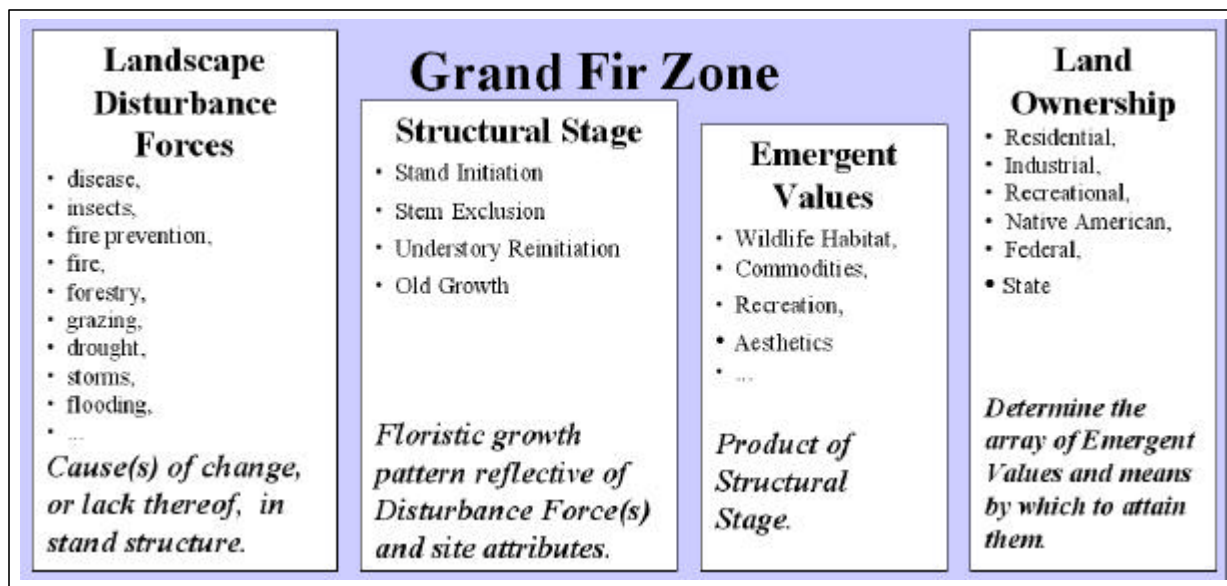 Grand Fir Zone
Landscape
Disturbance
Forces
• disease,
• insects,
• fire prevention,
• fire,
• forestry,
• grazing,
• drought,
• storms,
• flooding,
• ...
Cause(s) of change,
or lack thereof, in
stand structure.
Structural Stage
• Stand Initiation
• Stem Exclusion
• Understory Reinitiation
• Old Growth
Floristic growth
pattern reflective of
Disturbance Force(s)
and site attributes.
Emergent
Values
• Wildlife Habitat,
• Commodities,
• Recreation,
• Aesthetics
• ...
Product of
Structural
Stage.
Land
Ownership
• Residential,
• Industrial,
• Recreational,
• Native American,
• Federal,
• State
Determine the
array of Emergent
Values and means
by which to attain
them.